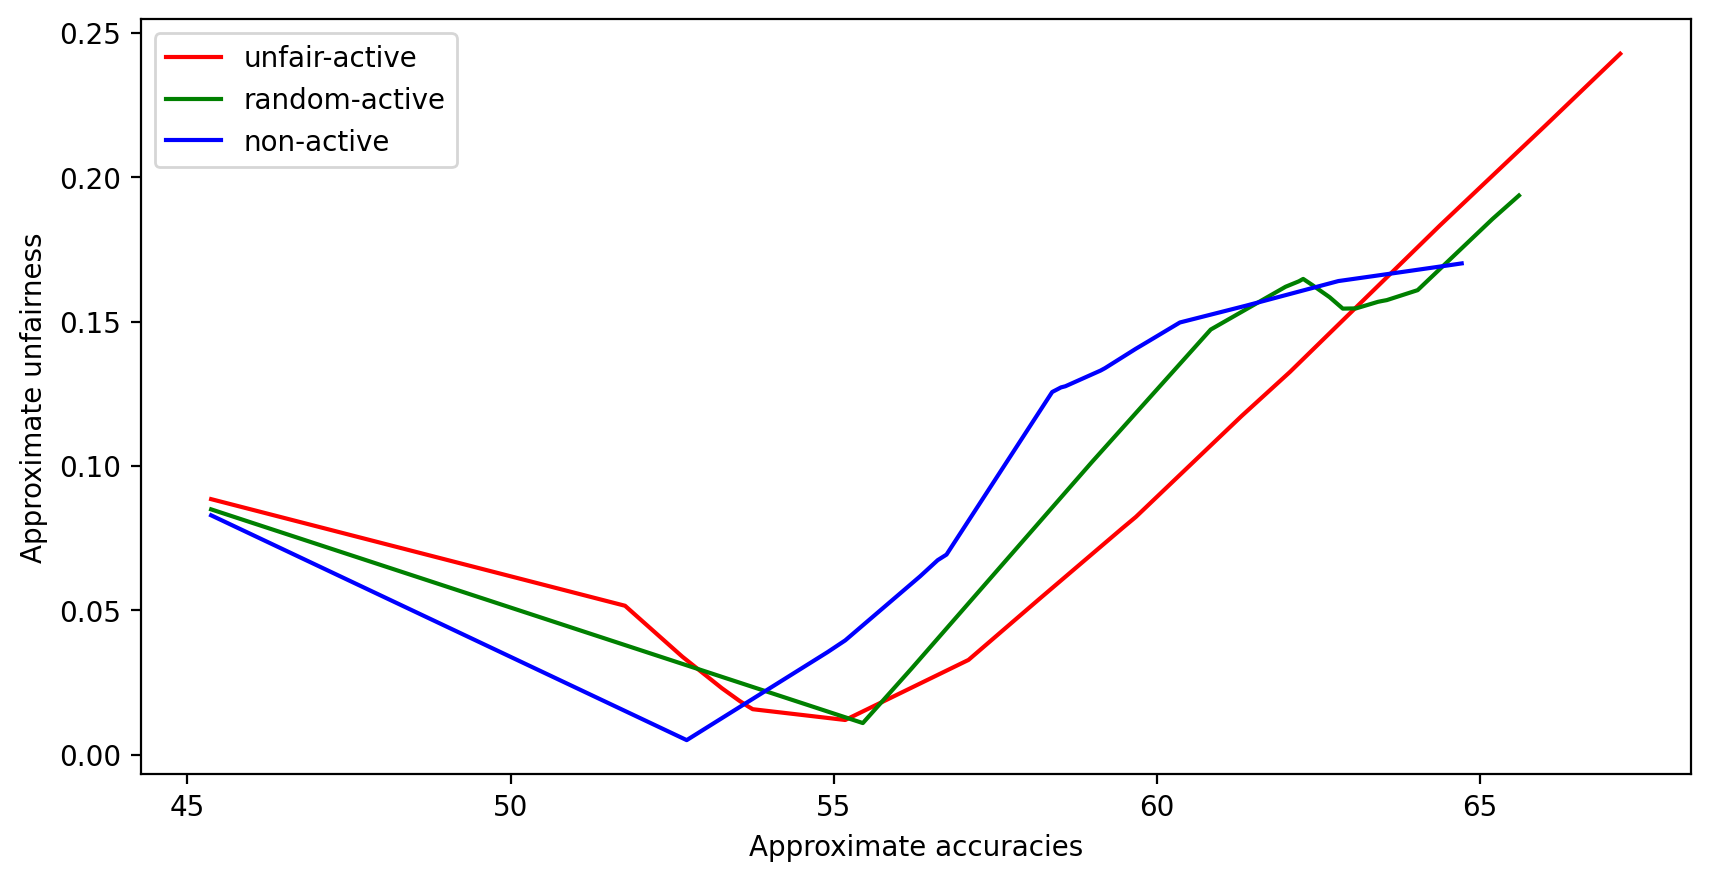 unfair-active
random-active
non-active
0.25
0.20
0.15
0.10
0.05
0.00
Approximate unfairness
45 50 55 60 65
Approximate accuracies